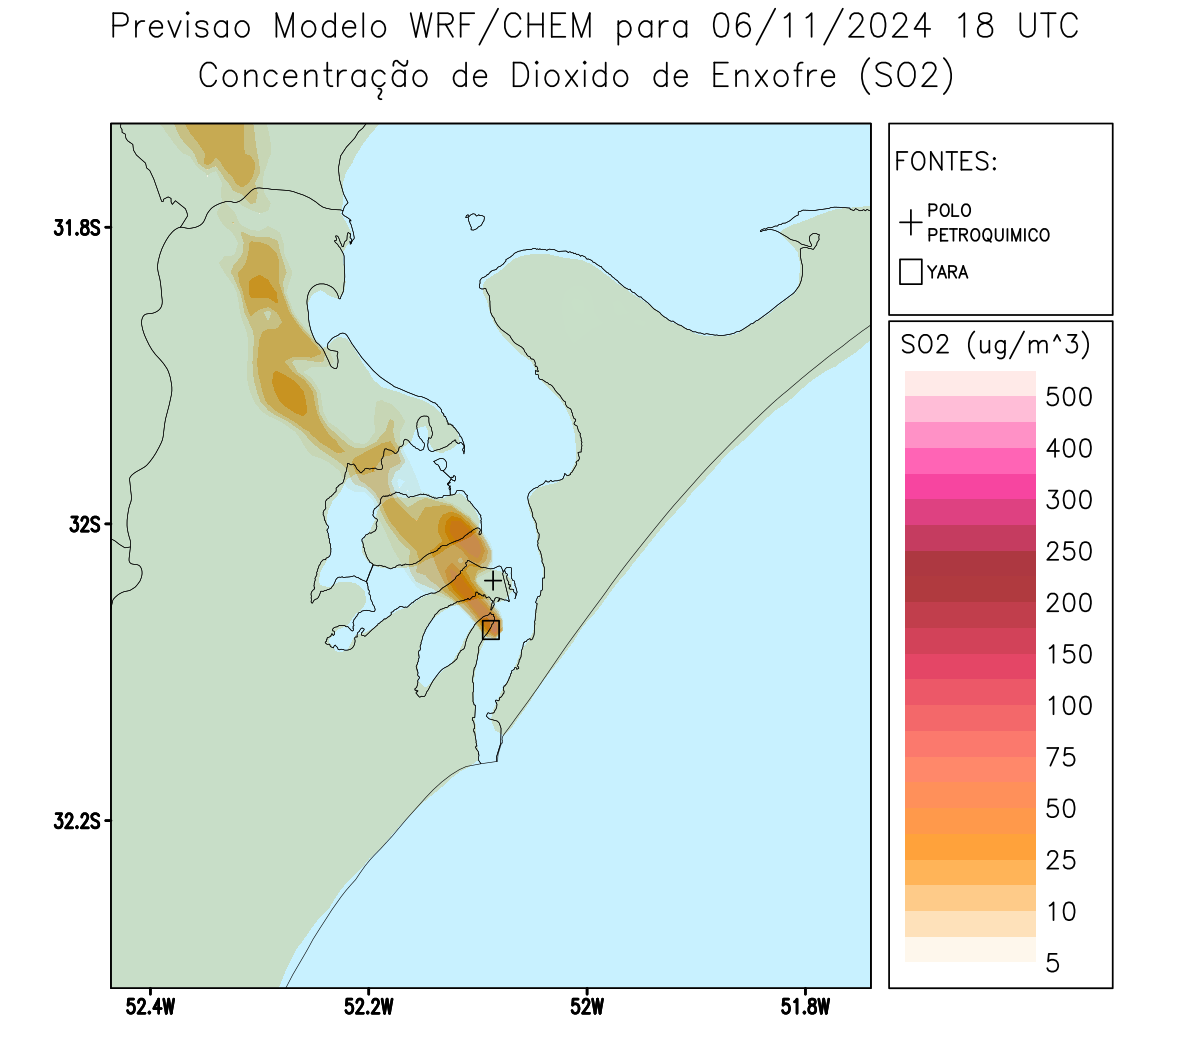 Previsao Modelo WRF/CHEM para 06/11/2024 18 UTC
Concentração de Dioxido de Enxofre (SO2)
FONTES:
POLO
PETROQUIMICO
YARA
SO2 (ug/m^3)
500
400
300
250
200
150
100
75
50
25
10
5
31.8S
32S
32.2S
52.4W
52.2W
52W
51.8W